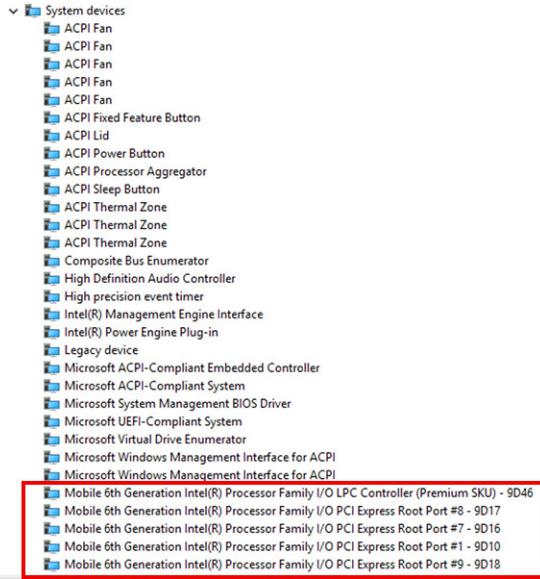 System devices
ACPI Fan
ACPI Fan
ACPI Fan
ACPI Fan
ACPI Fan
ACPI Fixed Feature Button
ACPI Lid
ACPI Power Button
ACPI Processor Aggregator
ACPI Sleep Button
ACPI Thermal Zone
ACPI Thermal Zone
ACPI Thermal Zone
Composite Bus Enumerator
High Definition Audio Controller
High precision event timer
Intel(R) Management Engine Interface
Intel(R) Power Engine Plug-in
Legacy device
Microsoft ACPI-Compliant Embedded Controller
Microsoft ACPI-Compliant System
Microsoft System Management BIOS Driver
Microsoft UEFI-Compliant System
Microsoft Virtual Drive Enumerator
Microsoft Windows Management Interface for ACPI
Microsoft Windows Management Interface for ACPI
Mobile 6th Generation Intel(R) Processor Family I/O LPC Controller (Premium SKU) - 9D46
Mobile 6th Generation Intel(R) Processor Family I/O PCI Express Root Port #8 - 9D17
Mobile 6th Generation Intel(R) Processor Family I/O PCI Express Root Port #7 - 9D16
Mobile 6th Generation Intel(R) Processor Family I/O PCI Express Root Port #1 - 9D10
Mobile 6th Generation Intel(R) Processor Family I/O PCI Express Root Port #9 - 9D18